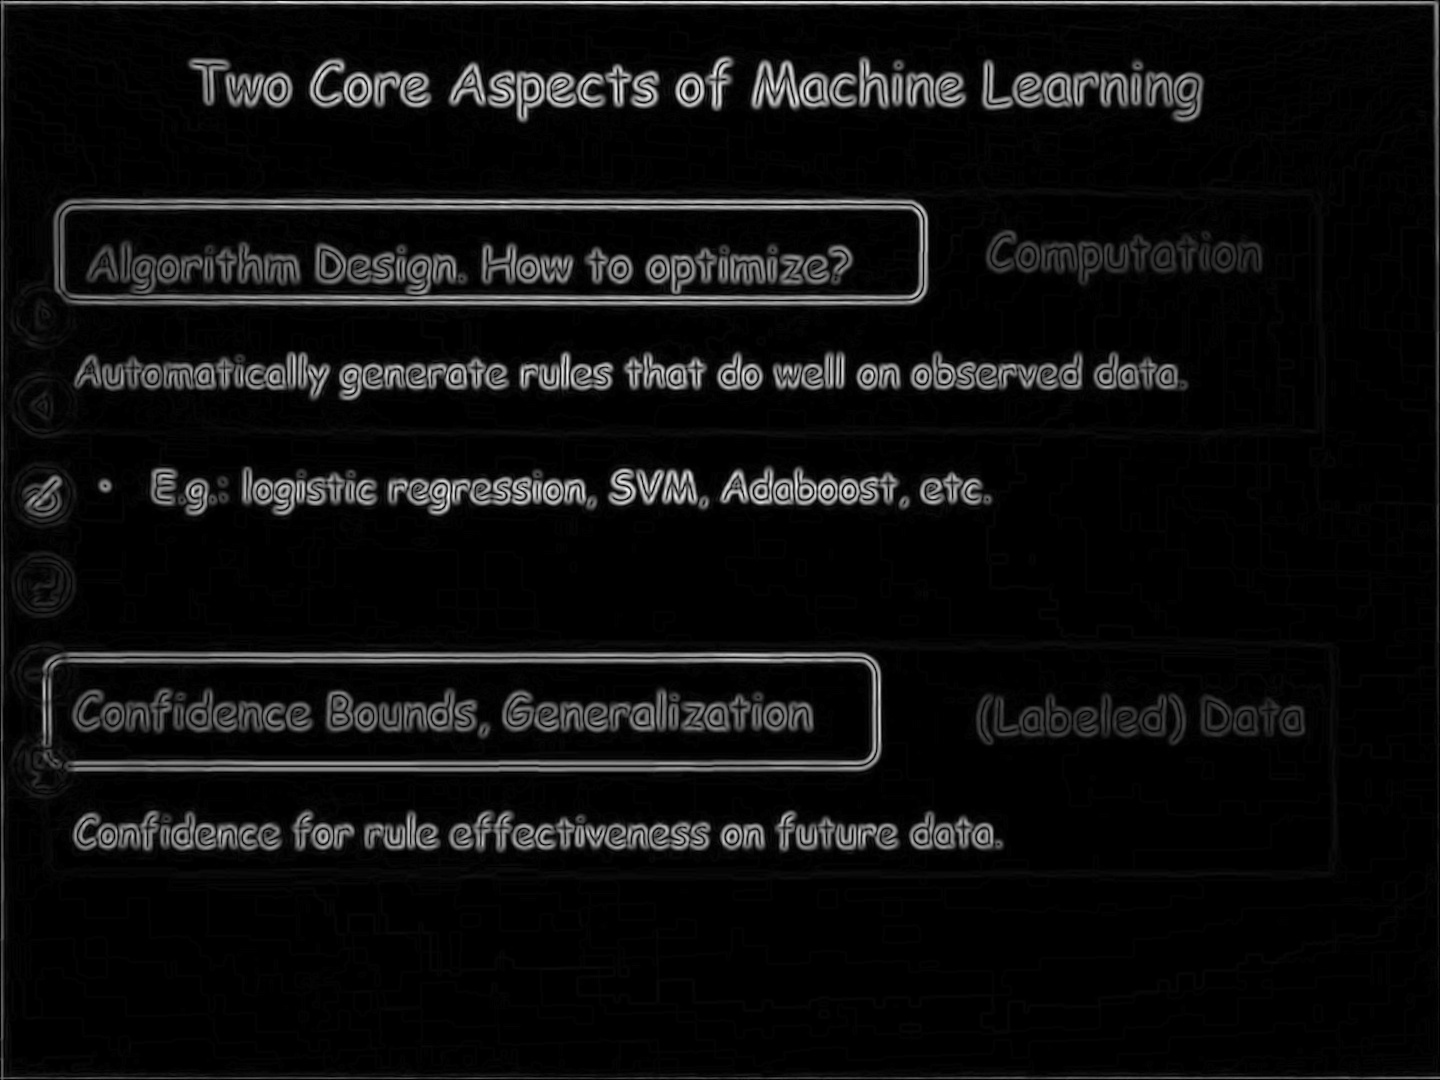 Two Core Aspects of Machine Learning
Algorithm Design. How to optimize?
Computation
Automatically generate rules that do well on observed data.
• E.g.: logistic regression, SVM, Adaboost, etc.
Confidence Bounds, Generalization
(Labeled) Data
Confidence for rule effectiveness on future data.